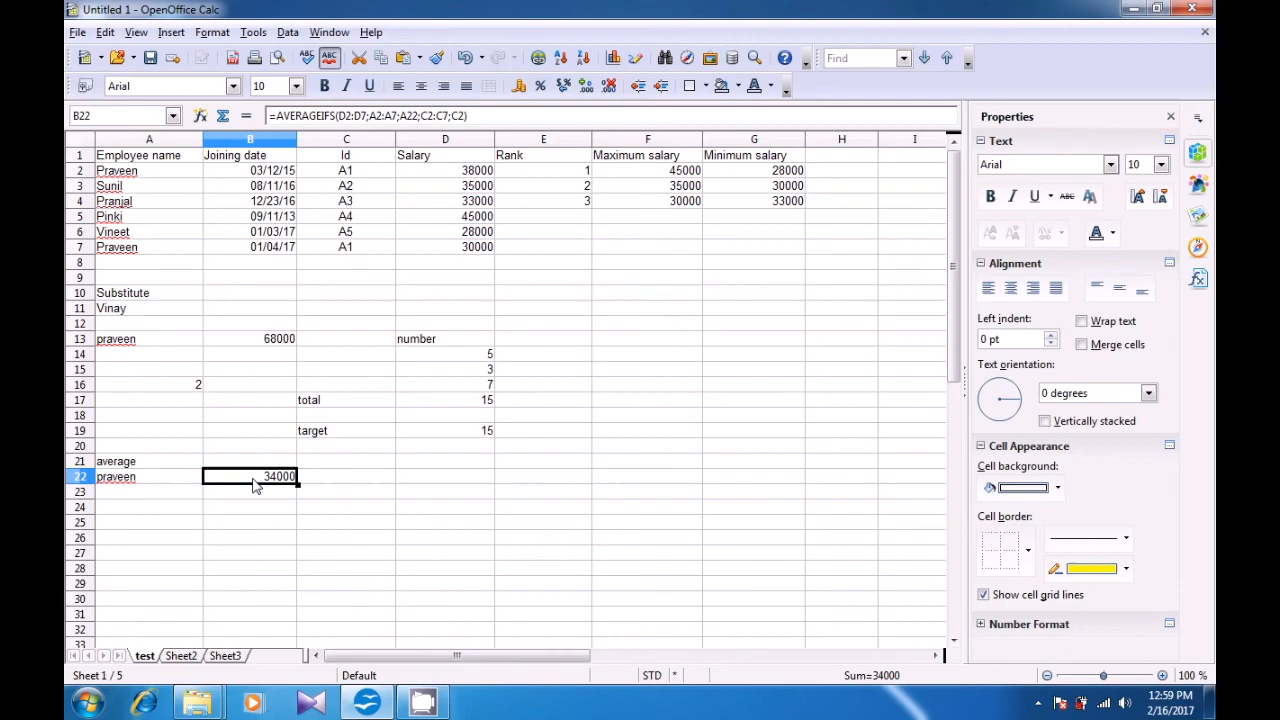 Untitled 1 - OpenOffice Calc
File Edit View Insert Format Tools Data Window Help
ABC ABC Find
Arial 10 B I U A
B22 =AVERAGEIFS(D2:D7;A2:A7;A22;C2:C7;C2)
A B C D E F G H I
1 Employee name Joining date Id Salary Rank Maximum salary Minimum salary
2 Praveen 03/12/15 A1 38000 1 45000 28000
3 Sunil 08/11/16 A2 35000 2 35000 30000
4 Pranjal 12/23/16 A3 33000 3 30000 33000
5 Pinki 09/11/13 A4 45000
6 Vineet 01/03/17 A5 28000
7 Praveen 01/04/17 A1 30000
8
9
10 Substitute
11 Vinay
12
13 praveen 68000 number
14 5
15 3
16 2 7
17 total 15
18
19 target 15
20
21 average
22 praveen 34000
23
24
25
26
27
28
29
30
31
32
33
test Sheet2 Sheet3
Sheet 1 / 5 Default STD * Sum=34000 100 %
Properties
Text
Arial 10
B I U ABC A
A
Alignment
Left indent: Wrap text
0 pt Merge cells
Text orientation:
0 degrees
Vertically stacked
Cell Appearance
Cell background:
Cell border:
Show cell grid lines
Number Format
12:59 PM
2/16/2017